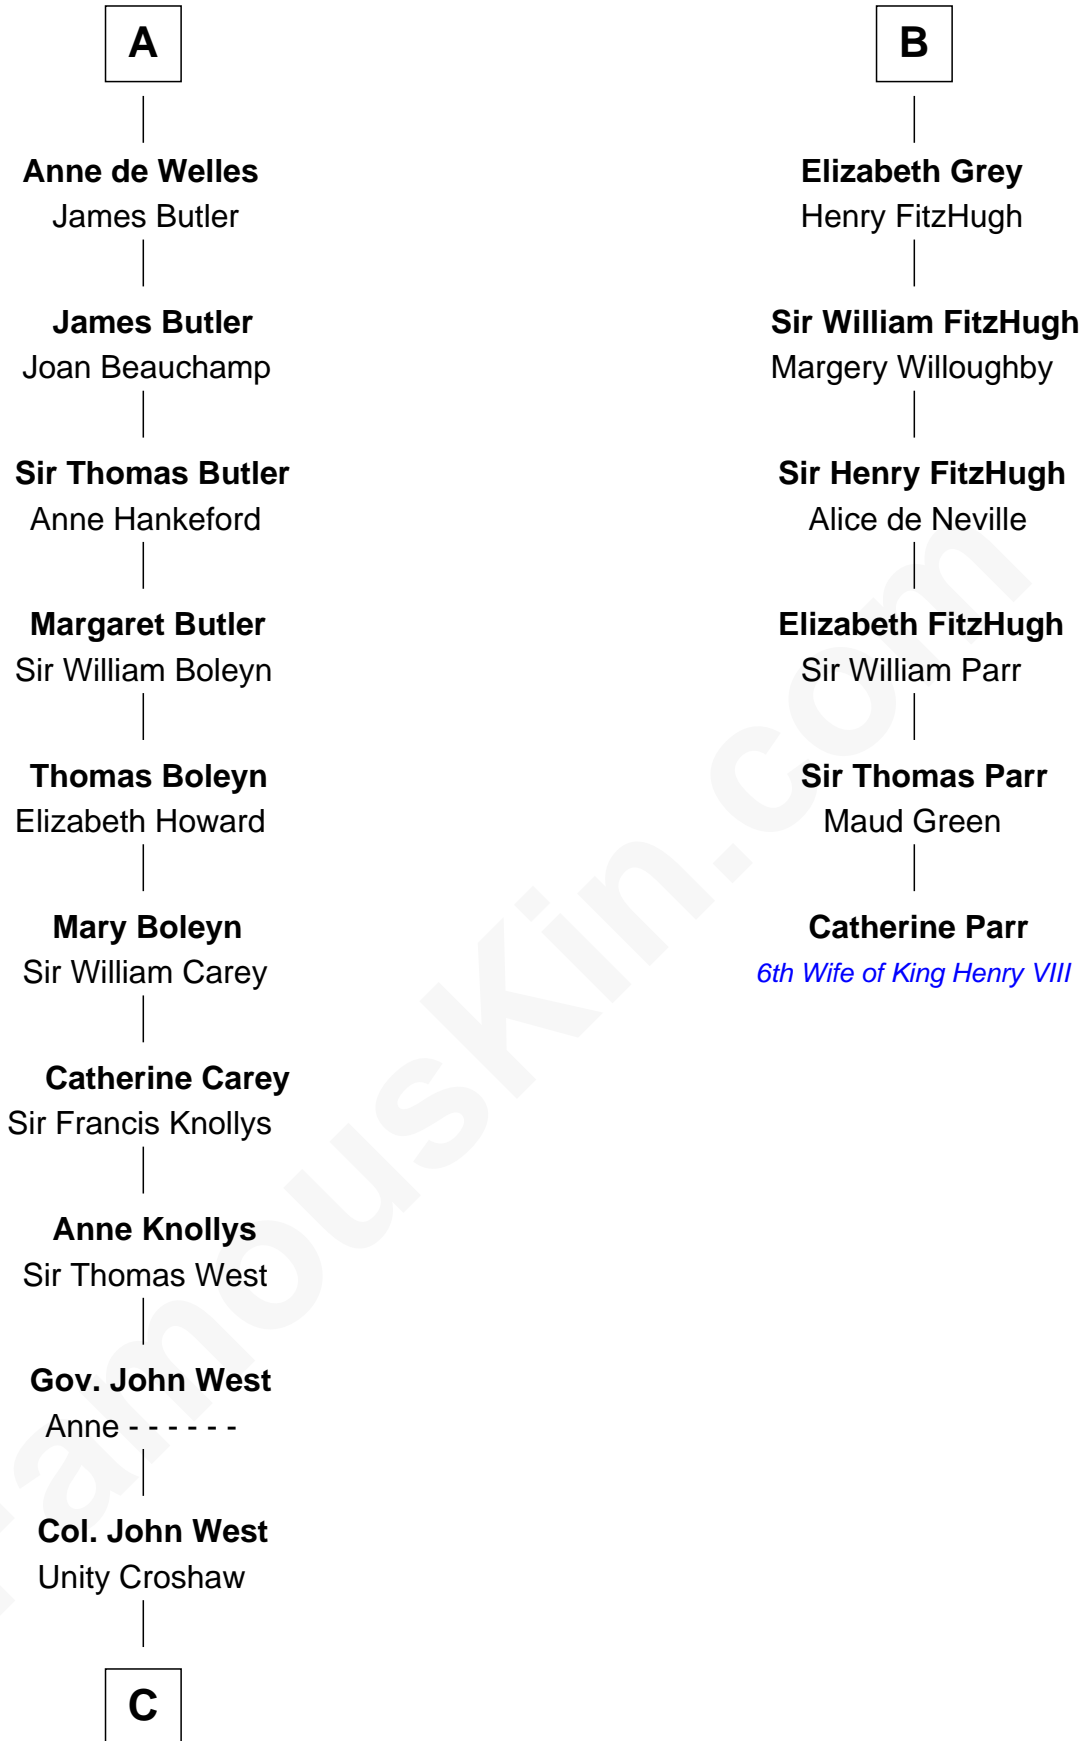 A
Anne de Welles
James Butler
James Butler
Joan Beauchamp
Sir Thomas Butler
Anne Hankeford
Margaret Butler
Sir William Boleyn
Thomas Boleyn
Elizabeth Howard
Mary Boleyn
Sir William Carey
Catherine Carey
Sir Francis Knollys
Anne Knollys
Sir Thomas West
Gov. John West
Anne - - - - - -
Col. John West
Unity Croshaw
C
B
Elizabeth Grey
Henry FitzHugh
Sir William FitzHugh
Margery Willoughby
Sir Henry FitzHugh
Alice de Neville
Elizabeth FitzHugh
Sir William Parr
Sir Thomas Parr
Maud Green
Catherine Parr
6th Wife of King Henry VIII
FamousKin.com